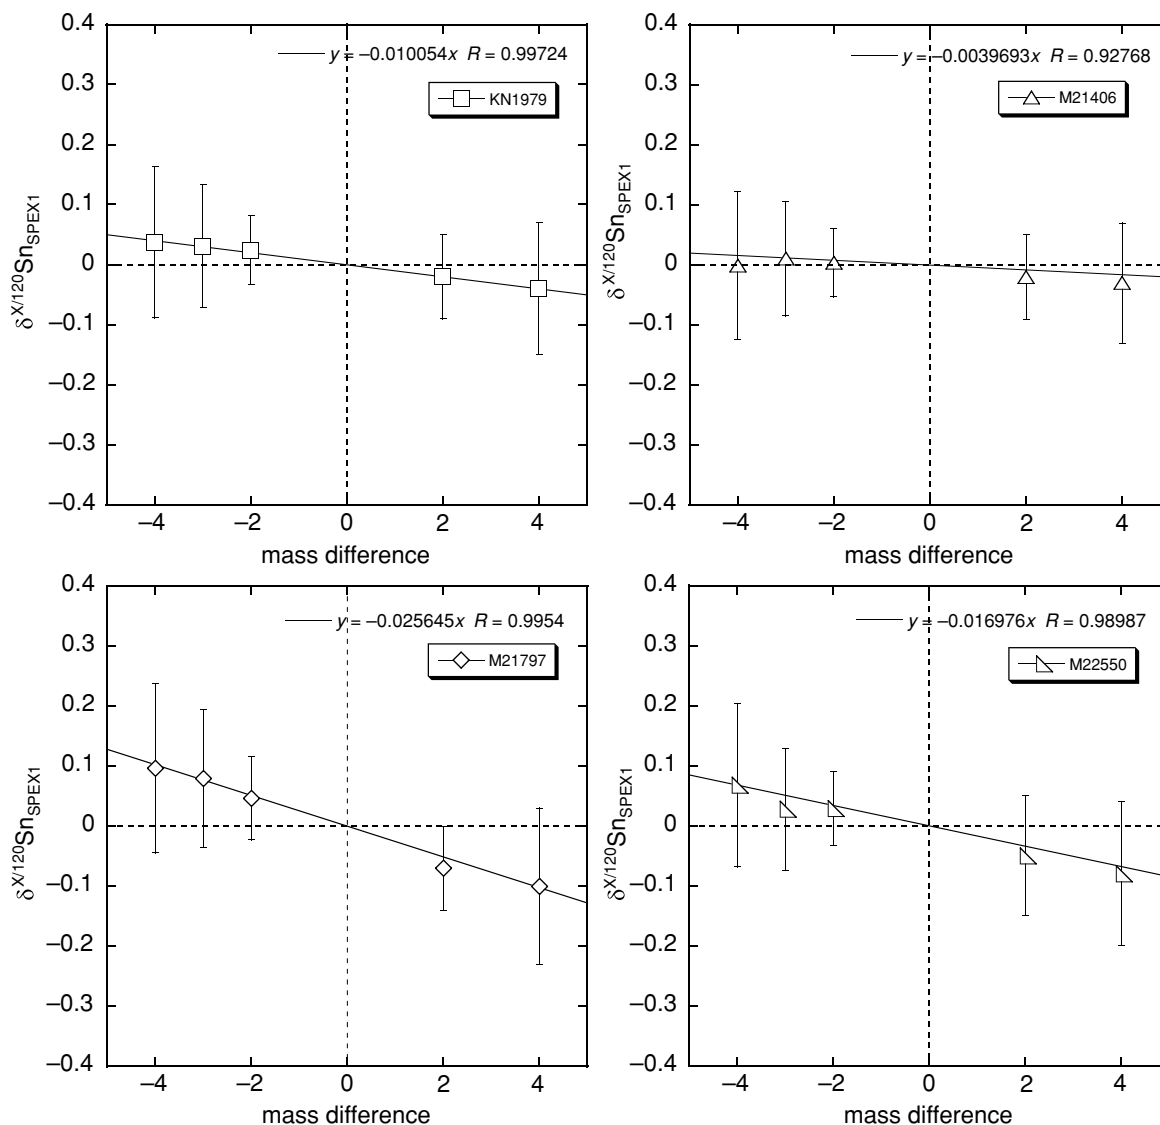 y = −0.010054x R = 0.99724
KN1979
0.4
0.3
0.2
0.1
0
−0.1
−0.2
−0.3
−0.4
δX/120SnSPEX1
−4 −2 0 2 4
mass difference
y = −0.0039693x R = 0.92768
M21406
0.4
0.3
0.2
0.1
0
−0.1
−0.2
−0.3
−0.4
δX/120SnSPEX1
−4 −2 0 2 4
mass difference
y = −0.025645x R = 0.9954
M21797
0.4
0.3
0.2
0.1
0
−0.1
−0.2
−0.3
−0.4
δX/120SnSPEX1
−4 −2 0 2 4
mass difference
y = −0.016976x R = 0.98987
M22550
0.4
0.3
0.2
0.1
0
−0.1
−0.2
−0.3
−0.4
δX/120SnSPEX1
−4 −2 0 2 4
mass difference